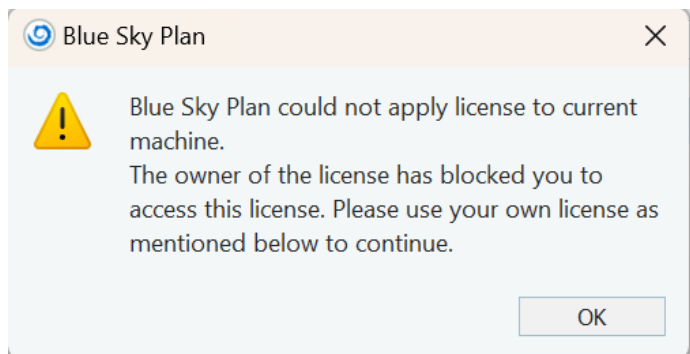 Blue Sky Plan
Blue Sky Plan could not apply license to current
machine.
The owner of the license has blocked you to
access this license. Please use your own license as
mentioned below to continue.
OK